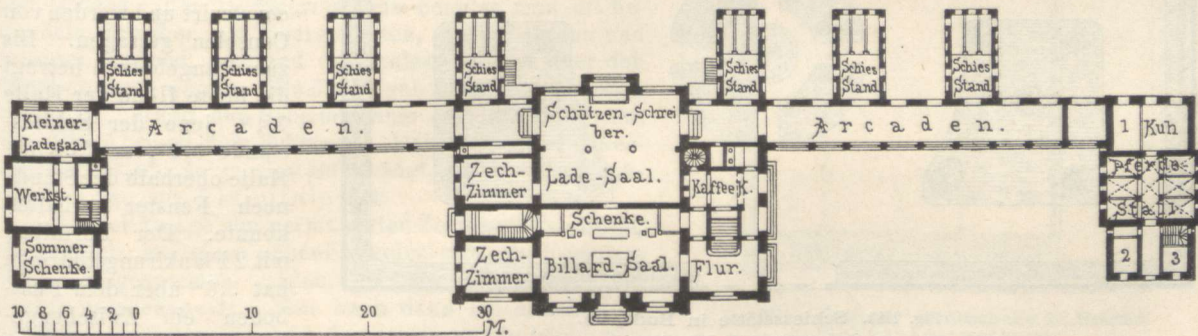 Schies Stand.
Schies Stand.
Schies Stand.
Schies Stand
Schies Stand.
Schies Stand.
Schies Stand.
Kleiner-
Ladesaal
Arcaden.
Schützen-Schrei
ber.
Arcaden.
1 Kuh
Werkst.
Zech-
Zimmer
Lade-Saal.
Kaffee K.
Pferde-
Stall.
Schenke.
Sommer
Schenke.
Zech-
Zimmer
Billard-Saal.
Flur.
2 3
10 8 6 4 2 0 10 20 30 M.